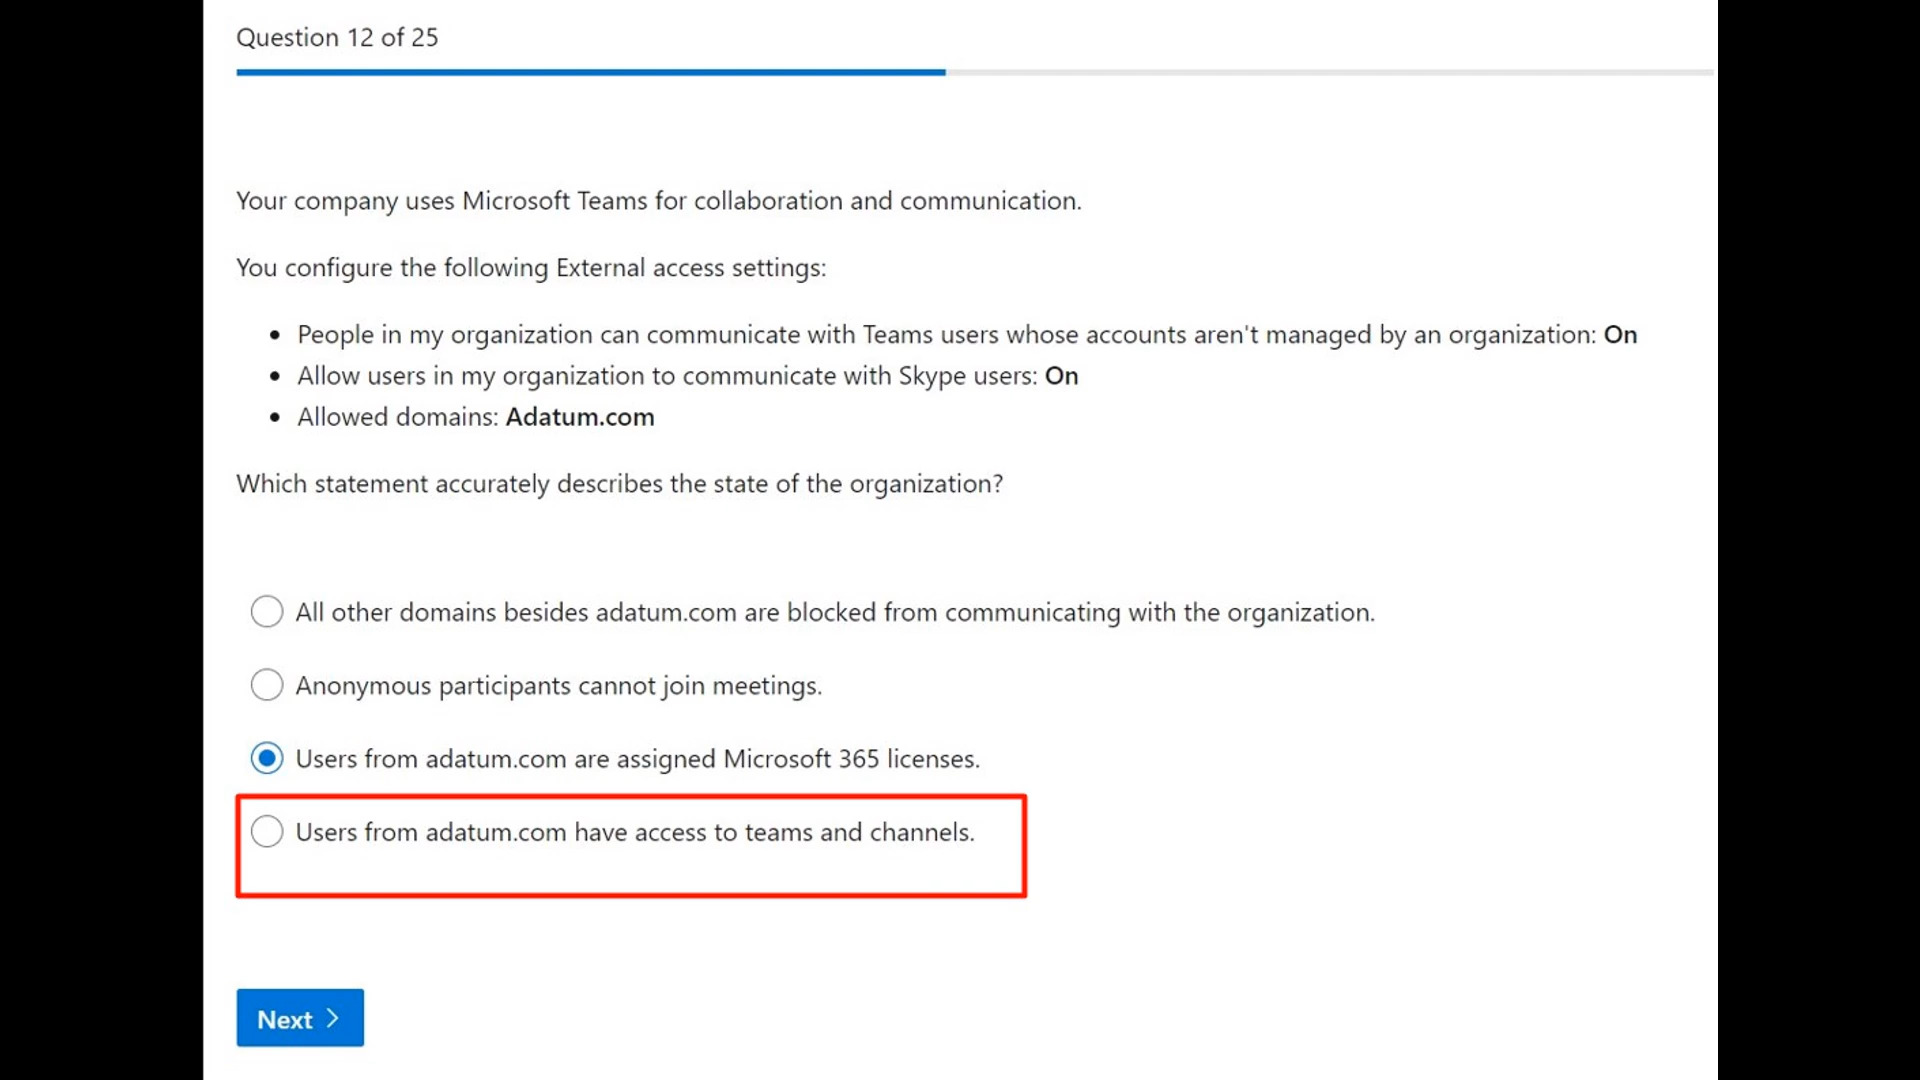 Question 12 of 25
Your company uses Microsoft Teams for collaboration and communication.
You configure the following External access settings:
• People in my organization can communicate with Teams users whose accounts aren't managed by an organization: On
• Allow users in my organization to communicate with Skype users: On
• Allowed domains: Adatum.com
Which statement accurately describes the state of the organization?
All other domains besides adatum.com are blocked from communicating with the organization.
Anonymous participants cannot join meetings.
Users from adatum.com are assigned Microsoft 365 licenses.
Users from adatum.com have access to teams and channels.
Next >